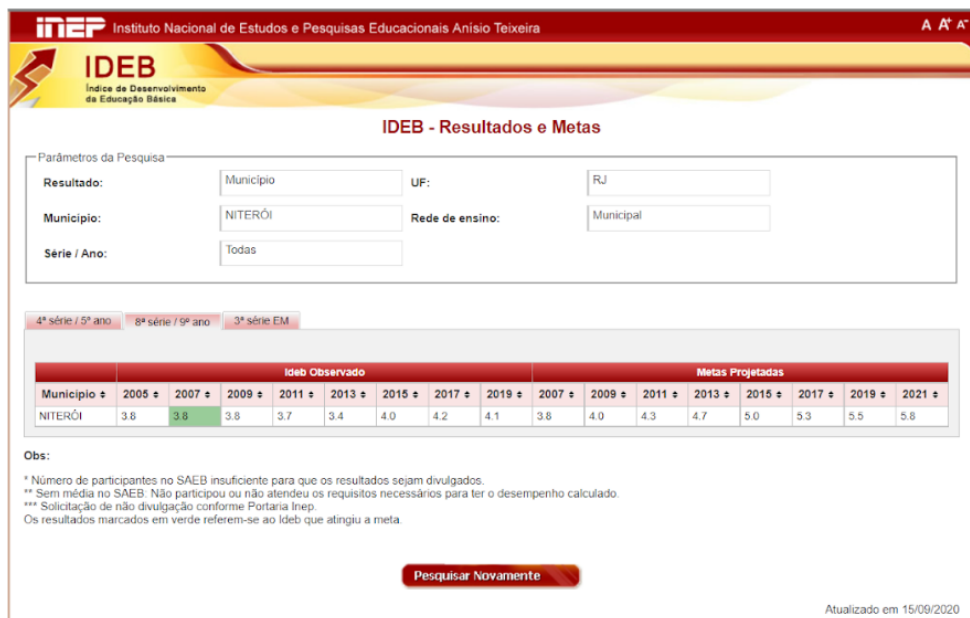 inep Instituto Nacional de Estudos e Pesquisas Educacionais Anísio Teixeira A A+ A-
IDEB
Índice de Desenvolvimento
da Educação Básica
IDEB - Resultados e Metas
Parâmetros da Pesquisa
Resultado: Município UF: RJ
Município: NITERÓI Rede de ensino: Municipal
Série / Ano: Todas
4ª série / 5º ano 8ª série / 9º ano 3ª série EM
Ideb Observado Metas Projetadas
Município 2005 2007 2009 2011 2013 2015 2017 2019 2007 2009 2011 2013 2015 2017 2019 2021
NITERÓI 3.8 3.8 3.8 3.7 3.4 4.0 4.2 4.1 3.8 4.0 4.3 4.7 5.0 5.3 5.5 5.8
Obs:
* Número de participantes no SAEB insuficiente para que os resultados sejam divulgados.
** Sem média no SAEB: Não participou ou não atendeu os requisitos necessários para ter o desempenho calculado.
*** Solicitação de não divulgação conforme Portaria Inep.
Os resultados marcados em verde referem-se ao Ideb que atingiu a meta.
Pesquisar Novamente
Atualizado em 15/09/2020